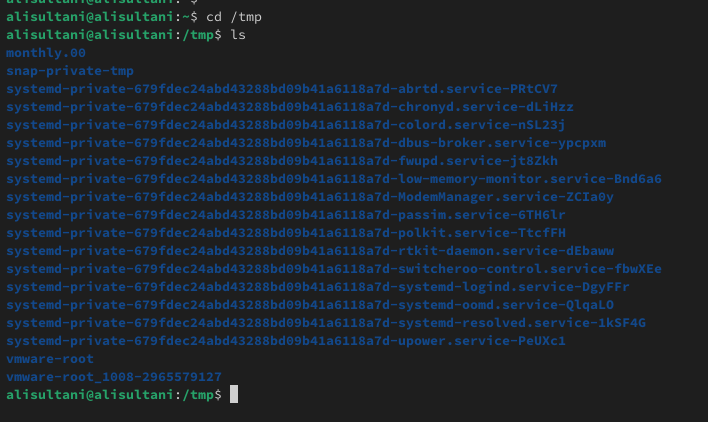 alisultani@alisultani:~$ cd /tmp
alisultani@alisultani:/tmp$ ls
monthly.00
snap-private-tmp
systemd-private-679fdec24abd43288bd09b41a6118a7d-abrtd.service-PRtCV7
systemd-private-679fdec24abd43288bd09b41a6118a7d-chronyd.service-dLiHzz
systemd-private-679fdec24abd43288bd09b41a6118a7d-colord.service-nSL23j
systemd-private-679fdec24abd43288bd09b41a6118a7d-dbus-broker.service-ypcpxm
systemd-private-679fdec24abd43288bd09b41a6118a7d-fwupd.service-jt8Zkh
systemd-private-679fdec24abd43288bd09b41a6118a7d-low-memory-monitor.service-Bnd6a6
systemd-private-679fdec24abd43288bd09b41a6118a7d-ModemManager.service-ZCIa0y
systemd-private-679fdec24abd43288bd09b41a6118a7d-passim.service-6TH6lr
systemd-private-679fdec24abd43288bd09b41a6118a7d-polkit.service-TtcfFH
systemd-private-679fdec24abd43288bd09b41a6118a7d-rtkit-daemon.service-dEbaww
systemd-private-679fdec24abd43288bd09b41a6118a7d-switcheroo-control.service-fbwXEe
systemd-private-679fdec24abd43288bd09b41a6118a7d-systemd-logind.service-DgyFFr
systemd-private-679fdec24abd43288bd09b41a6118a7d-systemd-oomd.service-QlqaLO
systemd-private-679fdec24abd43288bd09b41a6118a7d-systemd-resolved.service-1kSF4G
systemd-private-679fdec24abd43288bd09b41a6118a7d-upower.service-PeUXc1
vmware-root
vmware-root_1008-2965579127
alisultani@alisultani:/tmp$